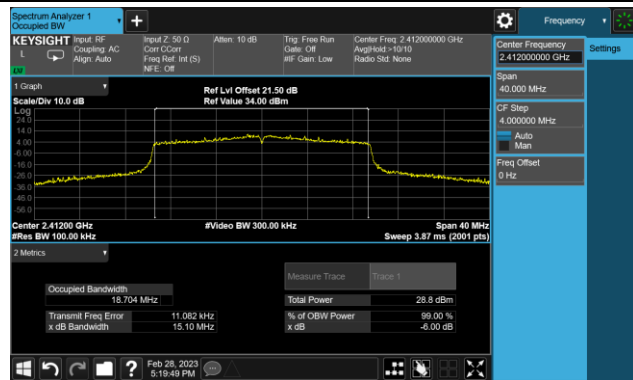 Spectrum Analyzer 1
Occupied BW
Frequency
KEYSIGHT
L
Input: RF
Coupling: AC
Align: Auto
Input Z: 50 Ω
Corr CCorr
Freq Ref: Int (S)
NFE: Off
Atten: 10 dB
Trig: Free Run
Gate: Off
#IF Gain: Low
Center Freq: 2.412000000 GHz
Avg|Hold:>10/10
Radio Std: None
LM
Center Frequency
2.412000000 GHz
Settings
Span
40.000 MHz
CF Step
4.000000 MHz
Auto
Man
Freq Offset
0 Hz
1 Graph
Scale/Div 10.0 dB
Ref Lvl Offset 21.50 dB
Ref Value 34.00 dBm
Log
24.0
14.0
4.00
-6.00
-16.0
-26.0
-36.0
-46.0
-56.0
Center 2.41200 GHz
#Res BW 100.00 kHz
#Video BW 300.00 kHz
Span 40 MHz
Sweep 3.87 ms (2001 pts)
2 Metrics
Measure Trace
Trace 1
Occupied Bandwidth
18.704 MHz
Total Power
28.8 dBm
Transmit Freq Error
11.082 kHz
% of OBW Power
99.00 %
x dB Bandwidth
15.10 MHz
x dB
-6.00 dB
?
Feb 28, 2023
5:19:49 PM